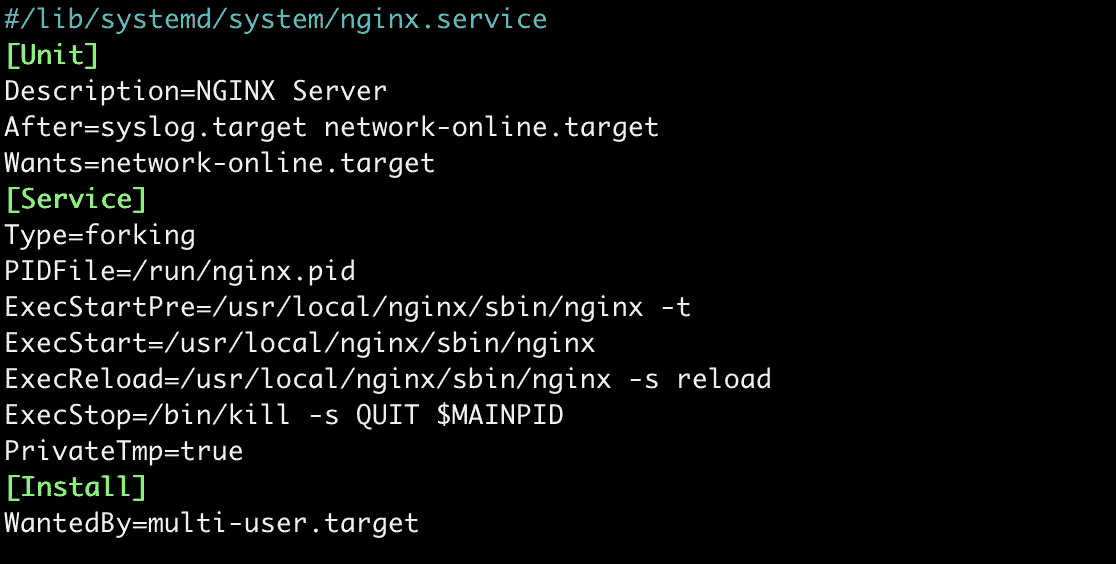 #/lib/systemd/system/nginx.service
[Unit]
Description=NGINX Server
After=syslog.target network-online.target
Wants=network-online.target
[Service]
Type=forking
PIDFile=/run/nginx.pid
ExecStartPre=/usr/local/nginx/sbin/nginx -t
ExecStart=/usr/local/nginx/sbin/nginx
ExecReload=/usr/local/nginx/sbin/nginx -s reload
ExecStop=/bin/kill -s QUIT $MAINPID
PrivateTmp=true
[Install]
WantedBy=multi-user.target